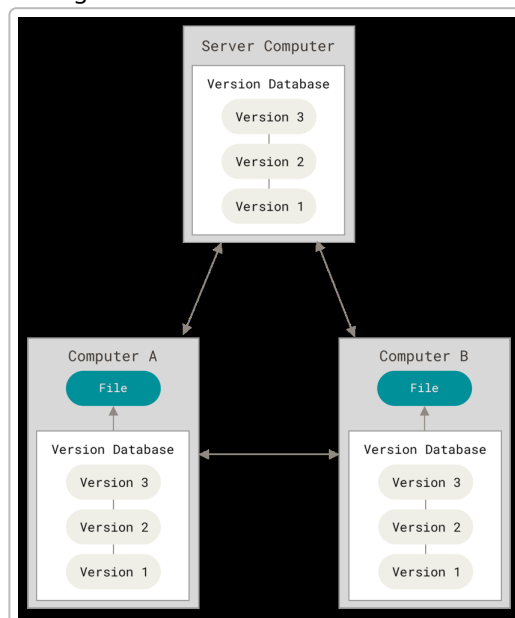 Server Computer
Version Database
Version 3
Version 2
Version 1
Computer A
File
Version Database
Version 3
Version 2
Version 1
Computer B
File
Version Database
Version 3
Version 2
Version 1